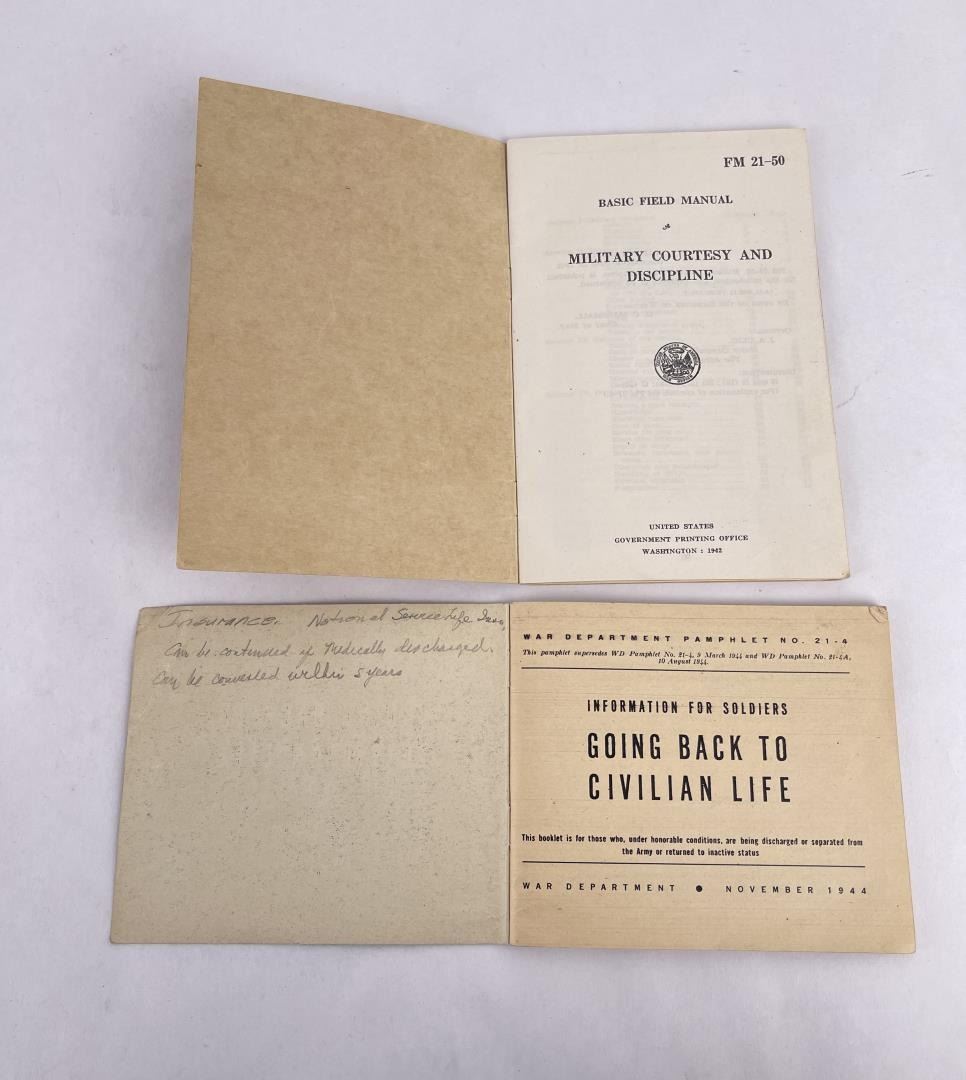 FM 21-50
BASIC FIELD MANUAL
MILITARY COURTESY AND
DISCIPLINE
UNITED STATES
GOVERNMENT PRINTING OFFICE
WASHINGTON : 1942
Insurance. National Service Life Insu,
Can be continued if Medically discharged.
Can be converted within 5 years
WAR DEPARTMENT PAMPHLET NO. 21-4
This pamphlet supersedes WD Pamphlet No. 21-4, 9 March 1944 and WD Pamphlet No. 21-4A,
10 August 1944.
INFORMATION FOR SOLDIERS
GOING BACK TO
CIVILIAN LIFE
This booklet is for those who, under honorable conditions, are being discharged or separated from
the Army or returned to inactive status
WAR DEPARTMENT ● NOVEMBER 1944